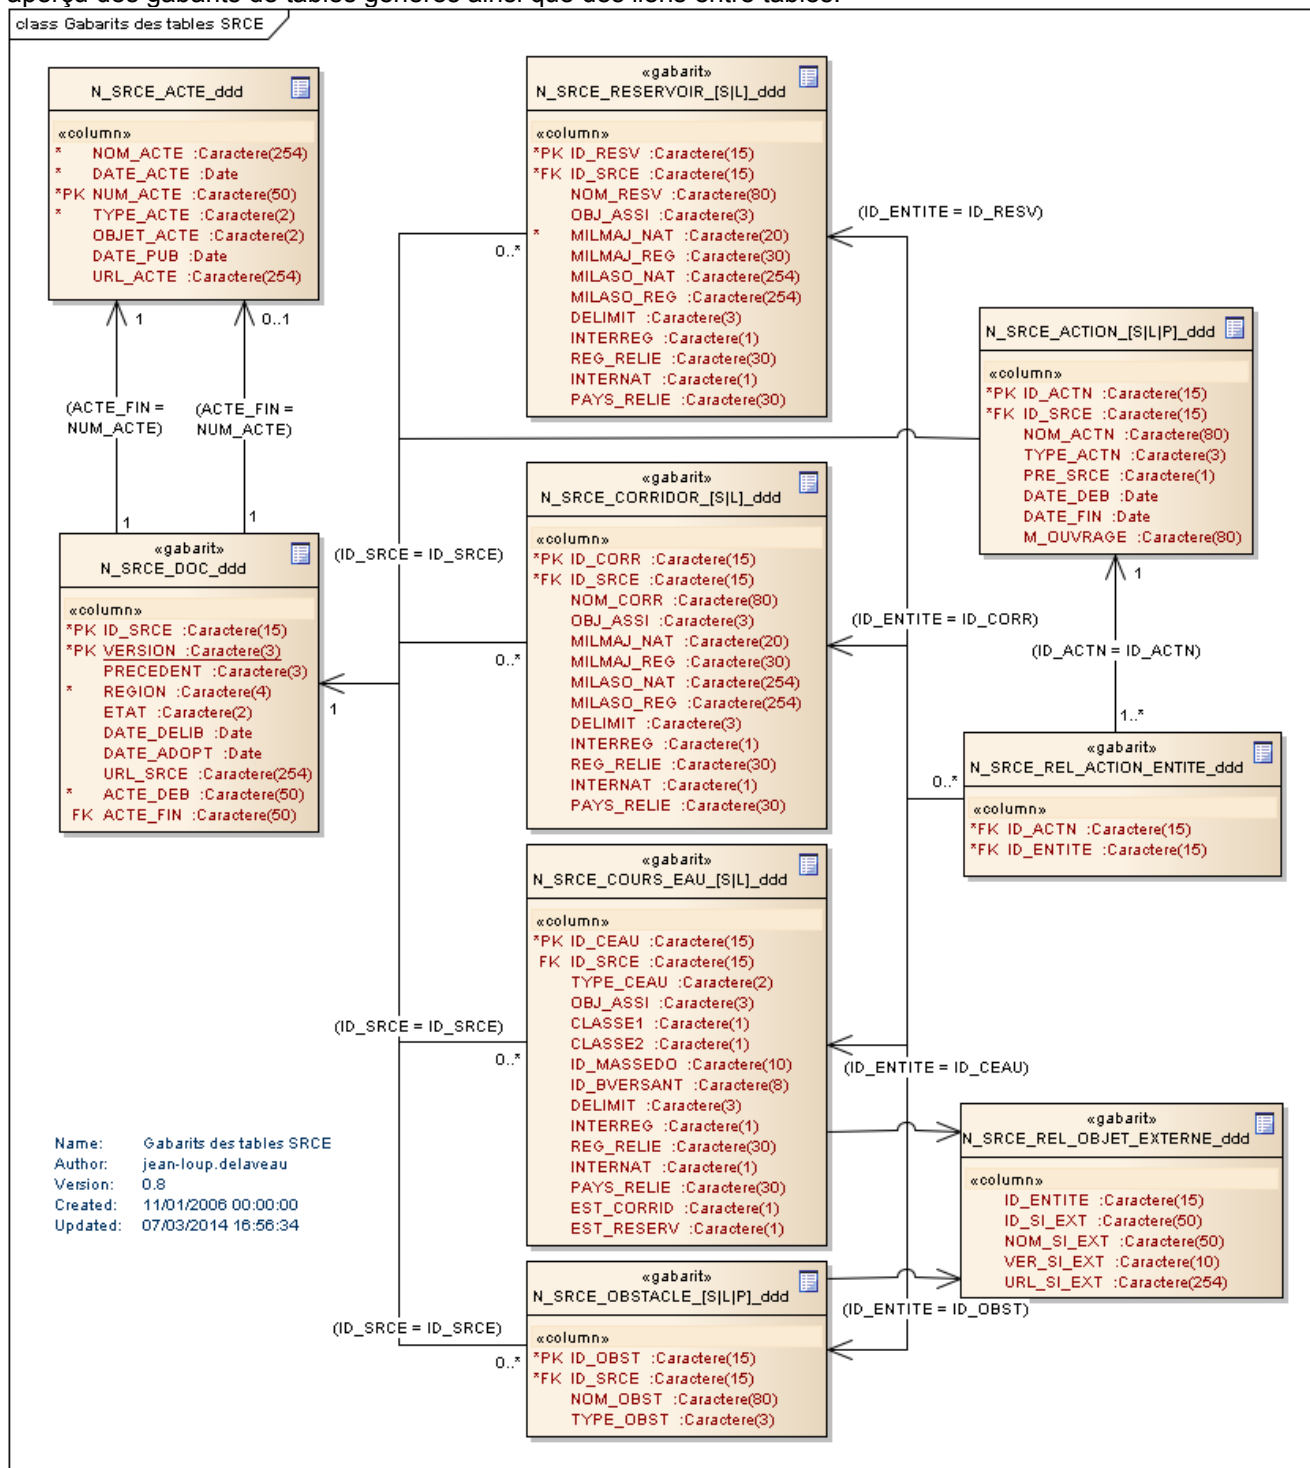 aperçu des gabarits de tables générés ainsi que des liens entre tables.
class Gabarits des tables SRCE
N_SRCE_ACTE_ddd
«column»
* NOM_ACTE :Caractere(254)
* DATE_ACTE :Date
*PK NUM_ACTE :Caractere(50)
* TYPE_ACTE :Caractere(2)
OBJET_ACTE :Caractere(2)
DATE_PUB :Date
URL_ACTE :Caractere(254)
1
0..1
(ACTE_FIN =
NUM_ACTE)
(ACTE_FIN =
NUM_ACTE)
1
1
«gabarit»
N_SRCE_DOC_ddd
«column»
*PK ID_SRCE :Caractere(15)
*PK VERSION :Caractere(3)
PRECEDENT :Caractere(3)
* REGION :Caractere(4)
ETAT :Caractere(2)
DATE_DELIB :Date
DATE_ADOPT :Date
URL_SRCE :Caractere(254)
* ACTE_DEB :Caractere(50)
FK ACTE_FIN :Caractere(50)
1
«gabarit»
N_SRCE_RESERVOIR_[S|L]_ddd
«column»
*PK ID_RESV :Caractere(15)
*FK ID_SRCE :Caractere(15)
NOM_RESV :Caractere(80)
OBJ_ASSI :Caractere(3)
* MILMAJ_NAT :Caractere(20)
MILMAJ_REG :Caractere(30)
MILASO_NAT :Caractere(254)
MILASO_REG :Caractere(254)
DELIMIT :Caractere(3)
INTERREG :Caractere(1)
REG_RELIE :Caractere(30)
INTERNAT :Caractere(1)
PAYS_RELIE :Caractere(30)
0..*
(ID_ENTITE = ID_RESV)
N_SRCE_ACTION_[S|L|P]_ddd
«column»
*PK ID_ACTN :Caractere(15)
*FK ID_SRCE :Caractere(15)
NOM_ACTN :Caractere(80)
TYPE_ACTN :Caractere(3)
PRE_SRCE :Caractere(1)
DATE_DEB :Date
DATE_FIN :Date
M_OUVRAGE :Caractere(80)
1
(ID_ACTN = ID_ACTN)
1..*
«gabarit»
N_SRCE_CORRIDOR_[S|L]_ddd
«column»
*PK ID_CORR :Caractere(15)
*FK ID_SRCE :Caractere(15)
NOM_CORR :Caractere(80)
OBJ_ASSI :Caractere(3)
MILMAJ_NAT :Caractere(20)
MILMAJ_REG :Caractere(30)
MILASO_NAT :Caractere(254)
MILASO_REG :Caractere(254)
DELIMIT :Caractere(3)
INTERREG :Caractere(1)
REG_RELIE :Caractere(30)
INTERNAT :Caractere(1)
PAYS_RELIE :Caractere(30)
(ID_SRCE = ID_SRCE)
0..*
(ID_ENTITE = ID_CORR)
«gabarit»
N_SRCE_REL_ACTION_ENTITE_ddd
«column»
*FK ID_ACTN :Caractere(15)
*FK ID_ENTITE :Caractere(15)
0..*
«gabarit»
N_SRCE_COURS_EAU_[S|L]_ddd
«column»
*PK ID_CEAU :Caractere(15)
FK ID_SRCE :Caractere(15)
TYPE_CEAU :Caractere(2)
OBJ_ASSI :Caractere(3)
CLASSE1 :Caractere(1)
CLASSE2 :Caractere(1)
ID_MASSEDO :Caractere(10)
ID_BVERSANT :Caractere(8)
DELIMIT :Caractere(3)
INTERREG :Caractere(1)
REG_RELIE :Caractere(30)
INTERNAT :Caractere(1)
PAYS_RELIE :Caractere(30)
EST_CORRID :Caractere(1)
EST_RESERV :Caractere(1)
(ID_SRCE = ID_SRCE)
0..*
(ID_ENTITE = ID_CEAU)
«gabarit»
N_SRCE_REL_OBJET_EXTERNE_ddd
«column»
ID_ENTITE :Caractere(15)
ID_SI_EXT :Caractere(50)
NOM_SI_EXT :Caractere(50)
VER_SI_EXT :Caractere(10)
URL_SI_EXT :Caractere(254)
Name: Gabarits des tables SRCE
Author: jean-loup.delaveau
Version: 0.8
Created: 11/01/2006 00:00:00
Updated: 07/03/2014 16:56:34
«gabarit»
N_SRCE_OBSTACLE_[S|L|P]_ddd
«column»
*PK ID_OBST :Caractere(15)
*FK ID_SRCE :Caractere(15)
NOM_OBST :Caractere(80)
TYPE_OBST :Caractere(3)
(ID_SRCE = ID_SRCE)
0..*
(ID_ENTITE = ID_OBST)